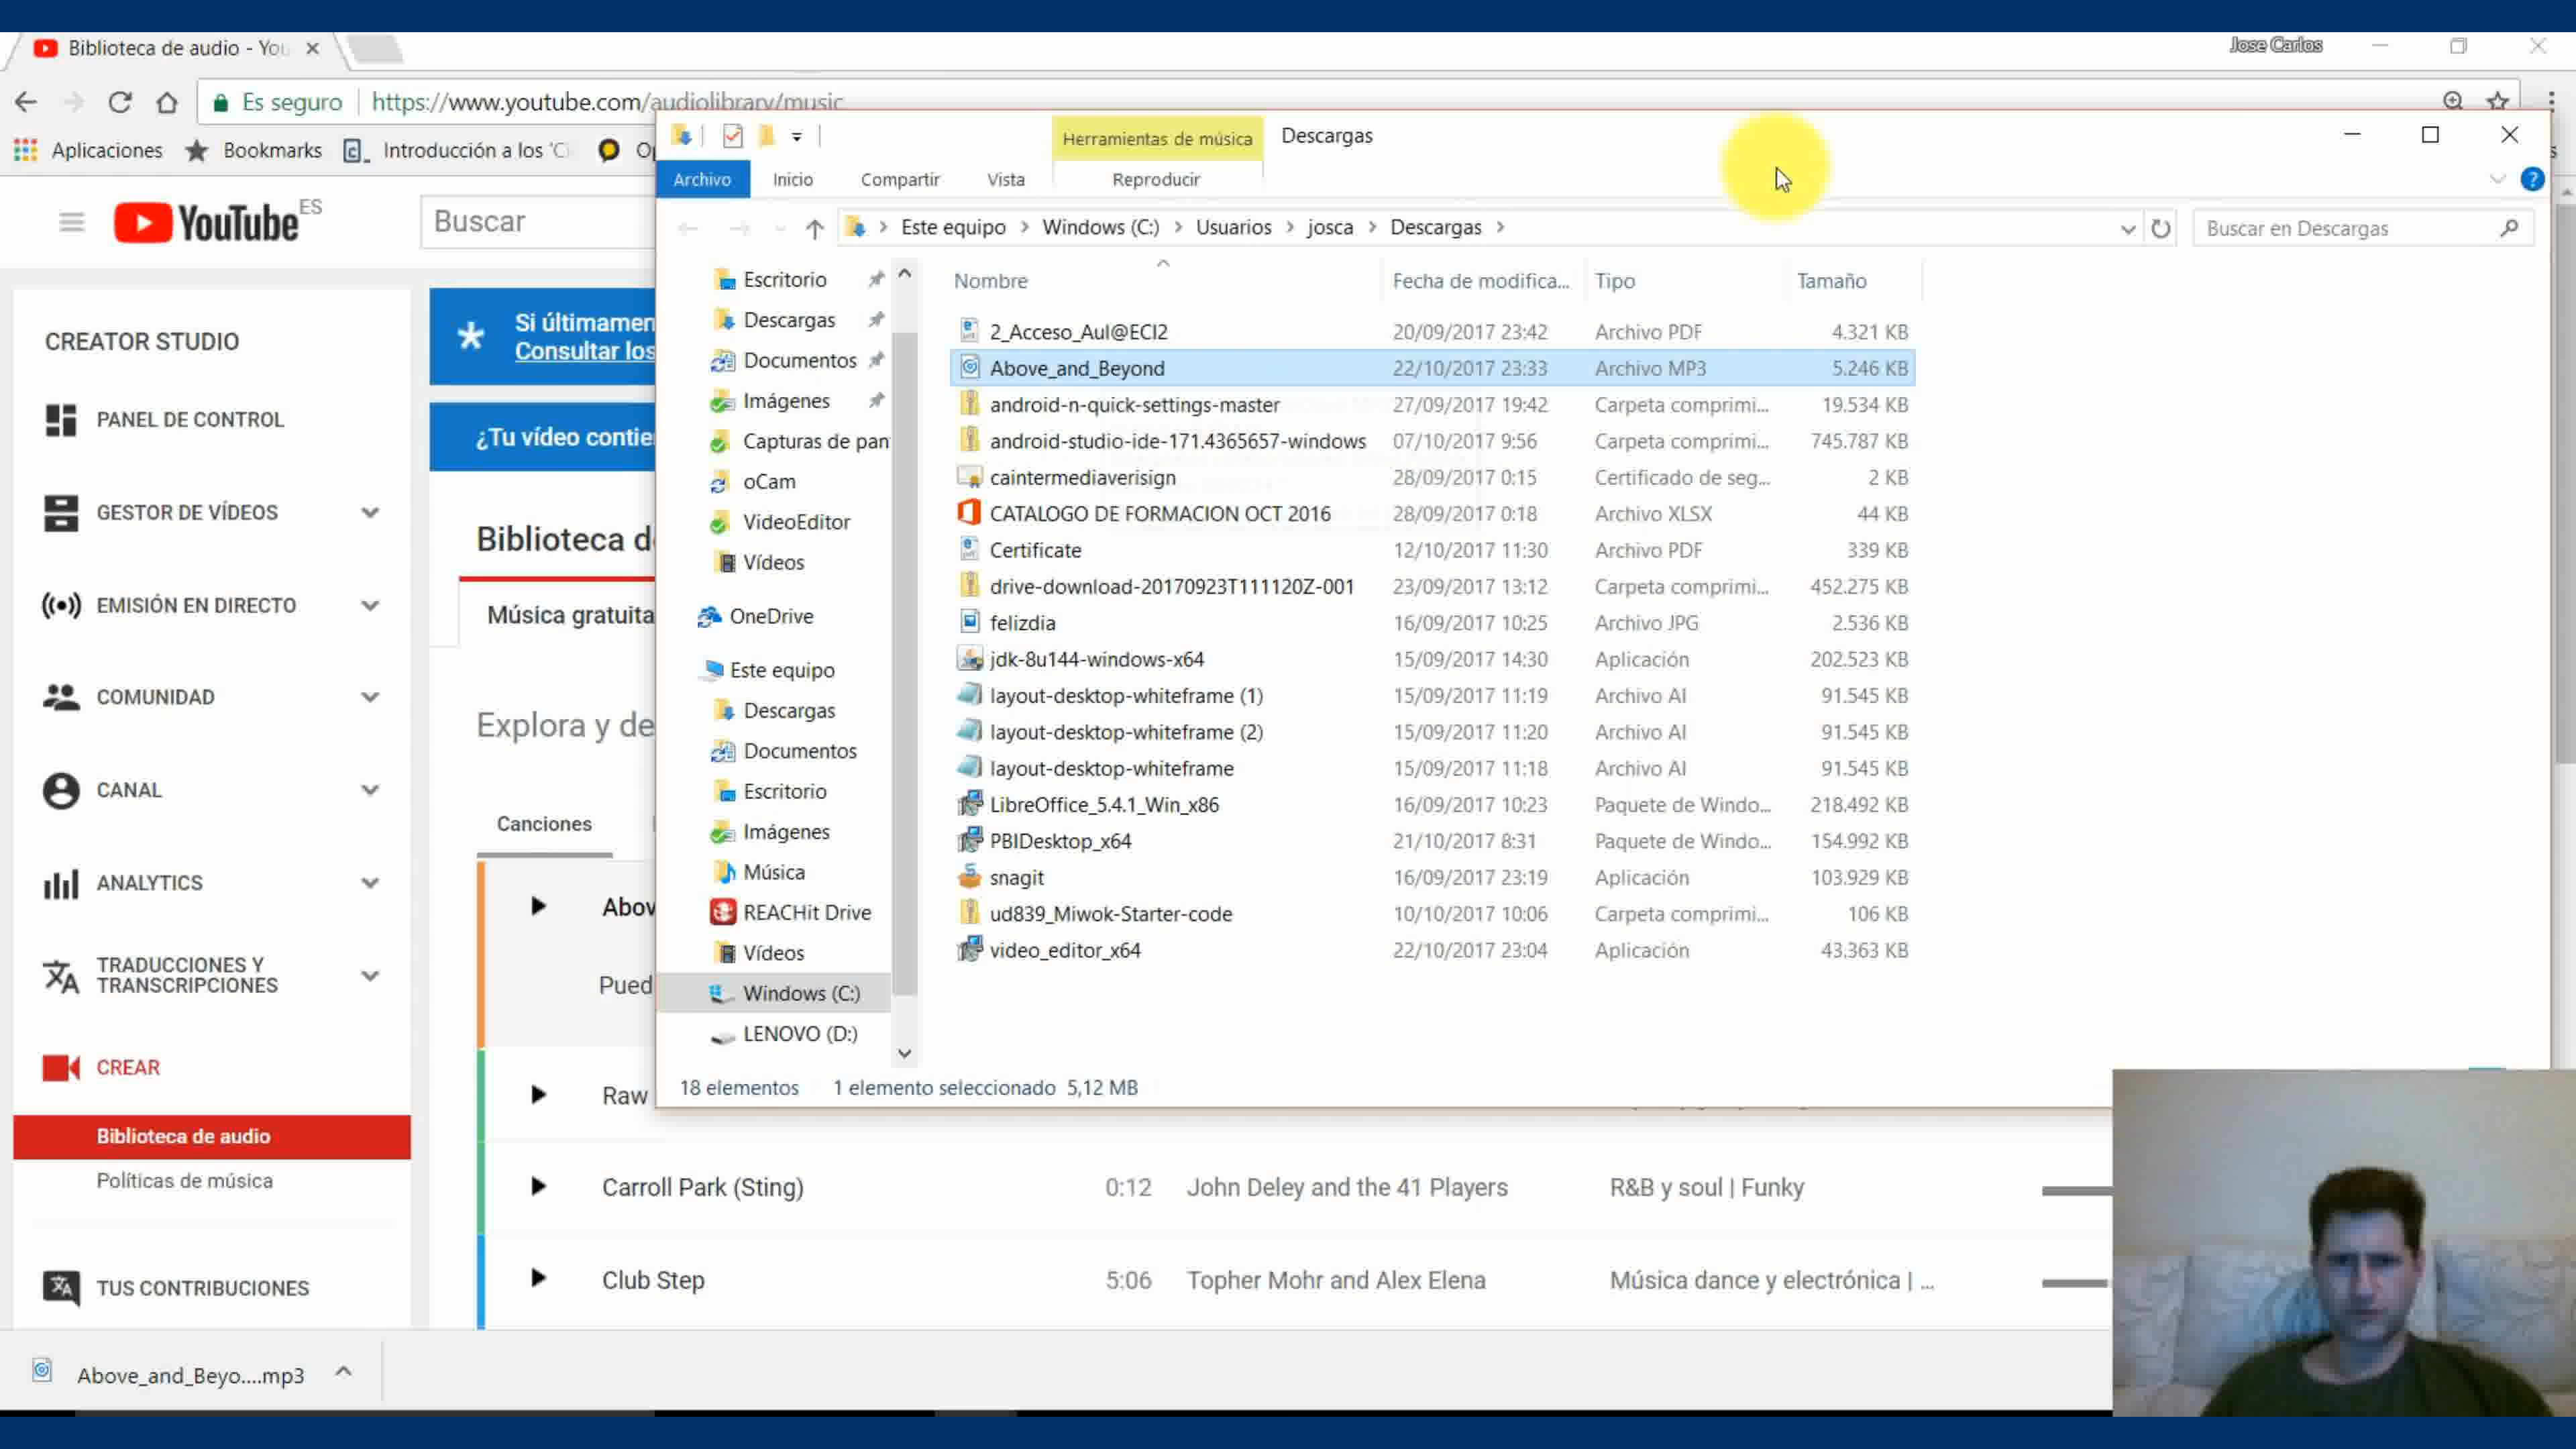 Biblioteca de audio - You
Jose Carlos
Es seguro
https://www.youtube.com/audiolibrary/music
Aplicaciones
Bookmarks
Introducción a los 'Ci
Op
YouTube ES
Buscar
CREATOR STUDIO
PANEL DE CONTROL
GESTOR DE VÍDEOS
EMISIÓN EN DIRECTO
COMUNIDAD
CANAL
ANALYTICS
TRADUCCIONES Y
TRANSCRIPCIONES
CREAR
Biblioteca de audio
Políticas de música
TUS CONTRIBUCIONES
Si últimamen
Consultar los
¿Tu vídeo contie
Biblioteca de
Música gratuita
Explora y de
Canciones
Abov
Pued
Raw
Carroll Park (Sting) 0:12 John Deley and the 41 Players R&B y soul | Funky
Club Step 5:06 Topher Mohr and Alex Elena Música dance y electrónica | ...
Above_and_Beyo....mp3
Herramientas de música
Descargas
Archivo Inicio Compartir Vista Reproducir
Este equipo > Windows (C:) > Usuarios > josca > Descargas >
Buscar en Descargas
Escritorio
Descargas
Documentos
Imágenes
Capturas de pan
oCam
VideoEditor
Vídeos
OneDrive
Este equipo
Descargas
Documentos
Escritorio
Imágenes
Música
REACHit Drive
Vídeos
Windows (C:)
LENOVO (D:)
Nombre Fecha de modifica... Tipo Tamaño
2_Acceso_Aul@ECI2 20/09/2017 23:42 Archivo PDF 4.321 KB
Above_and_Beyond 22/10/2017 23:33 Archivo MP3 5.246 KB
android-n-quick-settings-master 27/09/2017 19:42 Carpeta comprimi... 19.534 KB
android-studio-ide-171.4365657-windows 07/10/2017 9:56 Carpeta comprimi... 745.787 KB
caintermediaverisign 28/09/2017 0:15 Certificado de seg... 2 KB
CATALOGO DE FORMACION OCT 2016 28/09/2017 0:18 Archivo XLSX 44 KB
Certificate 12/10/2017 11:30 Archivo PDF 339 KB
drive-download-20170923T111120Z-001 23/09/2017 13:12 Carpeta comprimi... 452.275 KB
felizdia 16/09/2017 10:25 Archivo JPG 2.536 KB
jdk-8u144-windows-x64 15/09/2017 14:30 Aplicación 202.523 KB
layout-desktop-whiteframe (1) 15/09/2017 11:19 Archivo AI 91.545 KB
layout-desktop-whiteframe (2) 15/09/2017 11:20 Archivo AI 91.545 KB
layout-desktop-whiteframe 15/09/2017 11:18 Archivo AI 91.545 KB
LibreOffice_5.4.1_Win_x86 16/09/2017 10:23 Paquete de Windo... 218.492 KB
PBIDesktop_x64 21/10/2017 8:31 Paquete de Windo... 154.992 KB
snagit 16/09/2017 23:19 Aplicación 103.929 KB
ud839_Miwok-Starter-code 10/10/2017 10:06 Carpeta comprimi... 106 KB
video_editor_x64 22/10/2017 23:04 Aplicación 43.363 KB
18 elementos 1 elemento seleccionado 5,12 MB